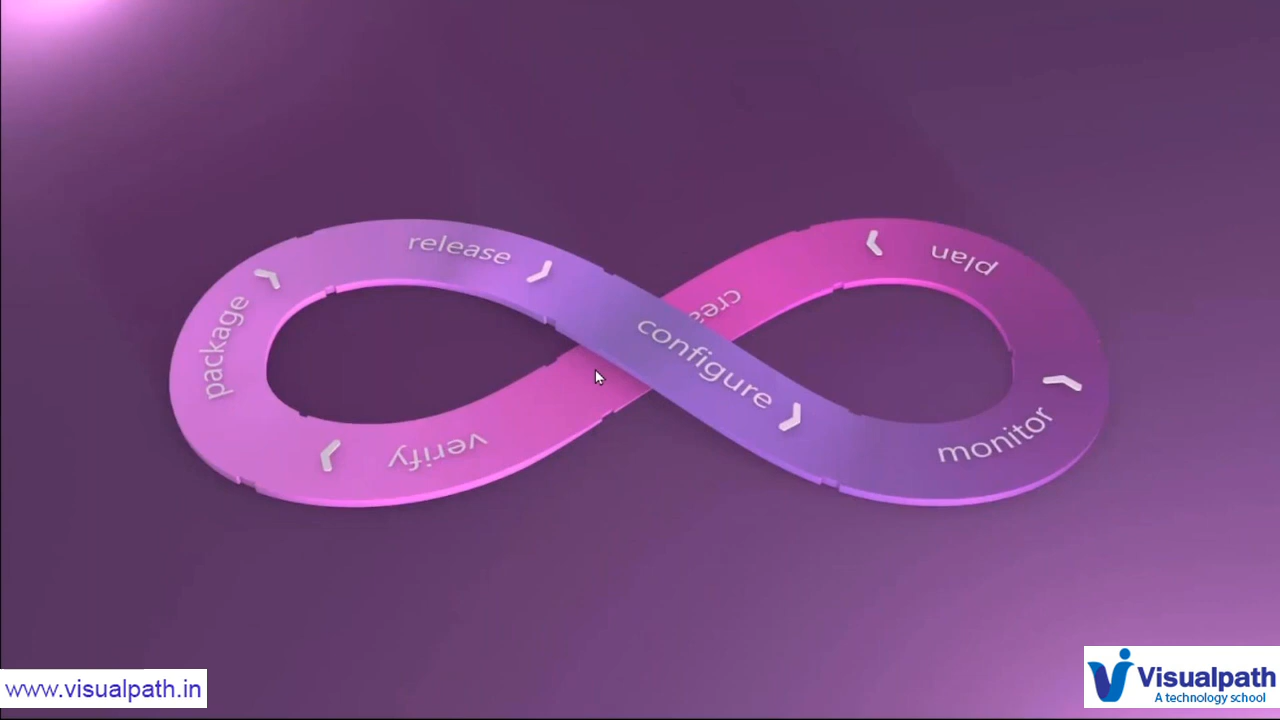 release
plan
package
configure
monitor
verify
www.visualpath.in
Visualpath
A technology school